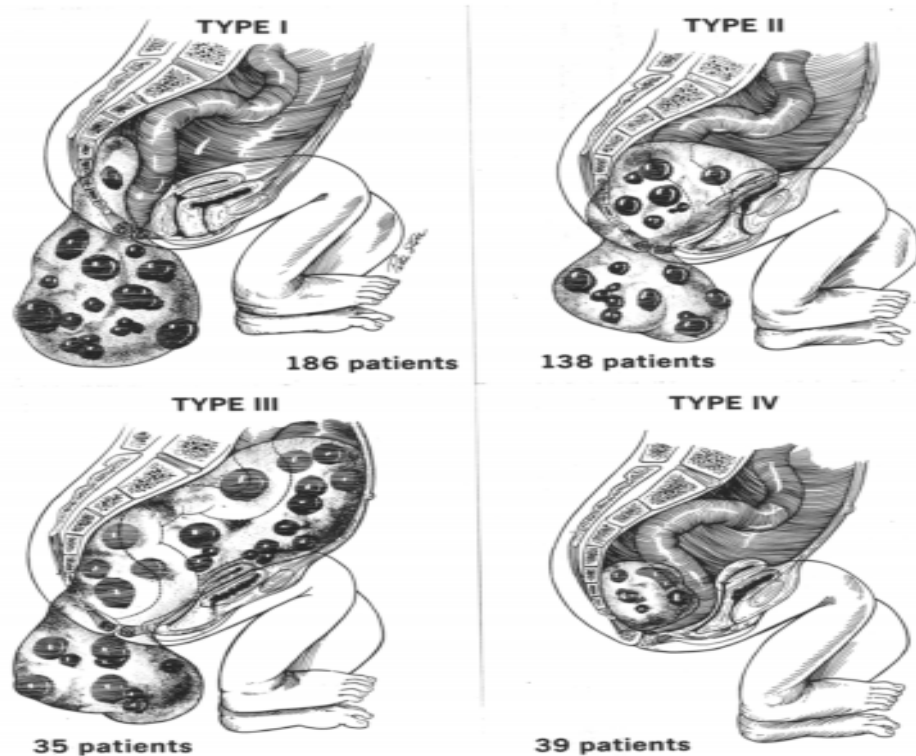 TYPE I
TYPE II
186 patients
138 patients
TYPE III
TYPE IV
35 patients
39 patients